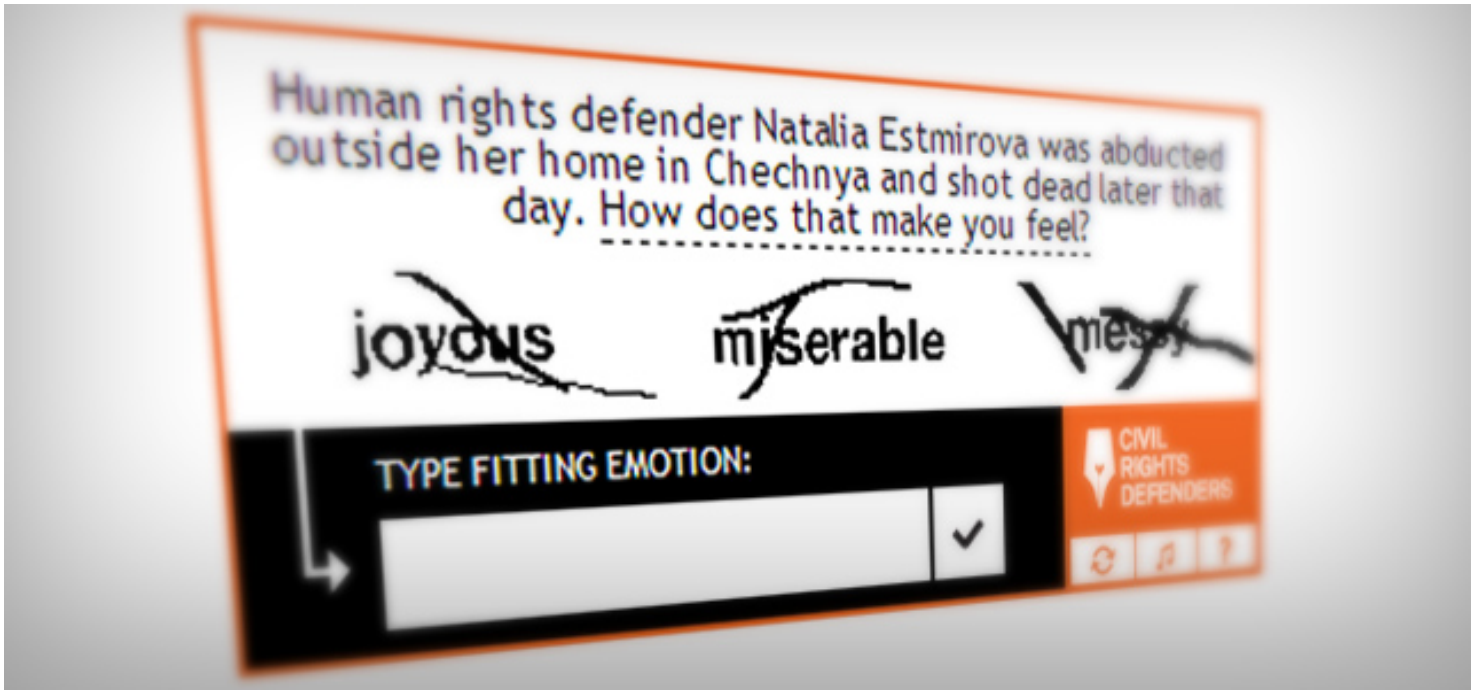 Human rights defender Natalia Estmirova was abducted
outside her home in Chechnya and shot dead later that
day. How does that make you feel?
joyous miserable messy
TYPE FITTING EMOTION:
CIVIL
RIGHTS
DEFENDERS
?